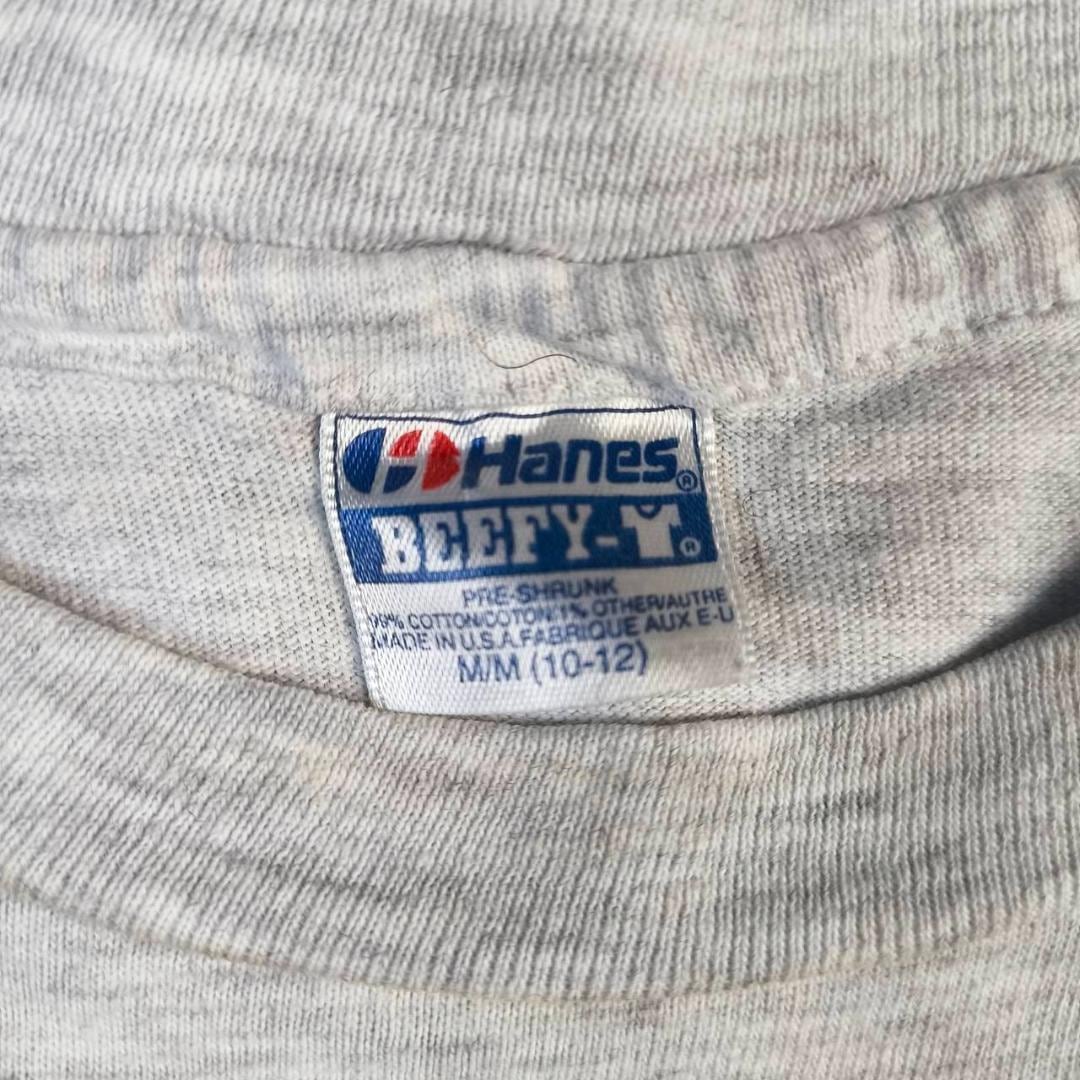 Hanes®
BEEFY-T®
PRE-SHRUNK
99% COTTON/COTON 1% OTHER/AUTRE
MADE IN U.S.A. FABRIQUE AUX E-U
M/M (10-12)